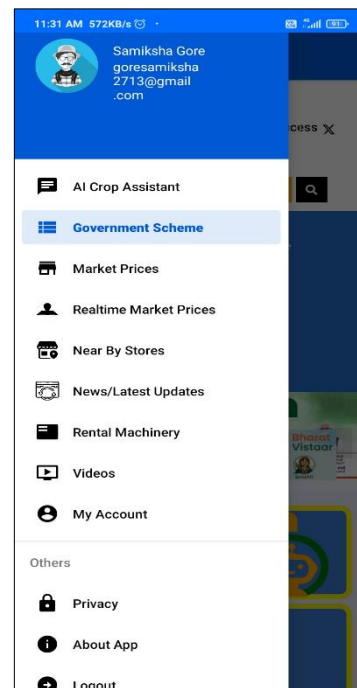 11:31 AM 572KB/s
4G 91
Samiksha Gore
goresamiksha
2713@gmail
.com
cess X
AI Crop Assistant
Government Scheme
Market Prices
Realtime Market Prices
Near By Stores
News/Latest Updates
Rental Machinery
Bharat
Vistaar
Videos
My Account
Others
Privacy
About App
Logout